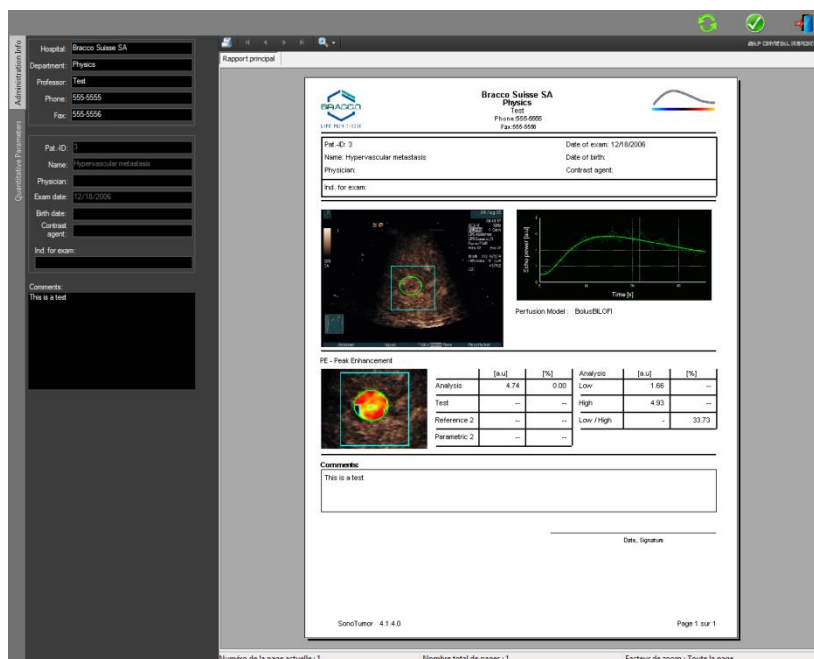 Administration Info
Quantitative Parameters
Hospital: Bracco Suisse SA
Department: Physics
Professor: Test
Phone: 555-5555
Fax: 555-5556
Pat.-ID: 3
Name: Hypervascular metastasis
Physician:
Exam date: 12/18/2006
Birth date:
Contrast
agent:
Ind. for exam:
Comments:
This is a test
Rapport principal
BRACCO
LIFE FROM INSIDE
Bracco Suisse SA
Physics
Test
Phone:555-5555
Fax:555-5556
Pat.-ID: 3
Date of exam: 12/18/2006
Name: Hypervascular metastasis
Date of birth:
Physician:
Contrast agent:
Ind. for exam:
Echo-power [a.u]
Time [s]
Perfusion Model : BolusBILOFI
PE - Peak Enhancement
[a.u] [%] Analysis [a.u] [%]
Analysis 4.74 0.00 Low 1.66 --
Test -- -- High 4.93 --
Reference 2 -- -- Low / High - 33.73
Parametric 2 -- --
Comments:
This is a test
Date, Signature
SonoTumor 4.1.4.0
Page 1 sur 1
Numéro de la page actuelle : 1
Nombre total de pages : 1
Facteur de zoom : Toute la page